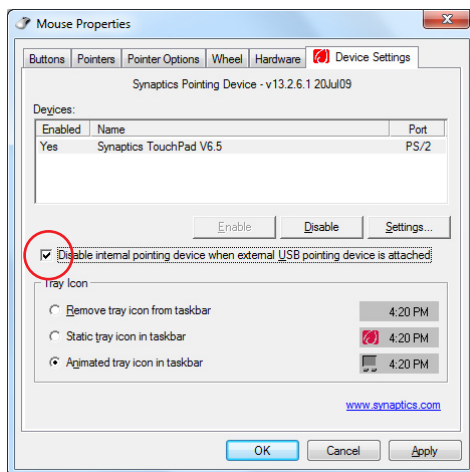 Mouse Properties
Buttons Pointers Pointer Options Wheel Hardware Device Settings
Synaptics Pointing Device - v13.2.6.1 20Jul09
Devices:
Enabled Name Port
Yes Synaptics TouchPad V6.5 PS/2
Enable Disable Settings...
Disable internal pointing device when external USB pointing device is attached
Tray Icon
Remove tray icon from taskbar 4:20 PM
Static tray icon in taskbar 4:20 PM
Animated tray icon in taskbar 4:20 PM
www.synaptics.com
OK Cancel Apply